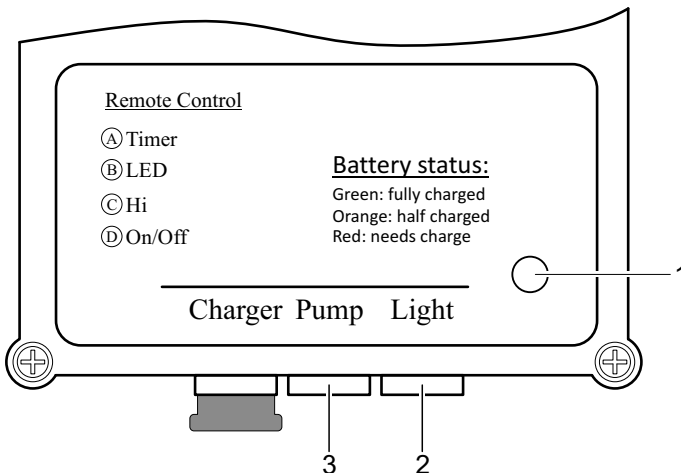 Remote Control
Ⓐ Timer
Ⓑ LED
Ⓒ Hi
Ⓓ On/Off
Battery status:
Green: fully charged
Orange: half charged
Red: needs charge
1
Charger Pump Light
3 2